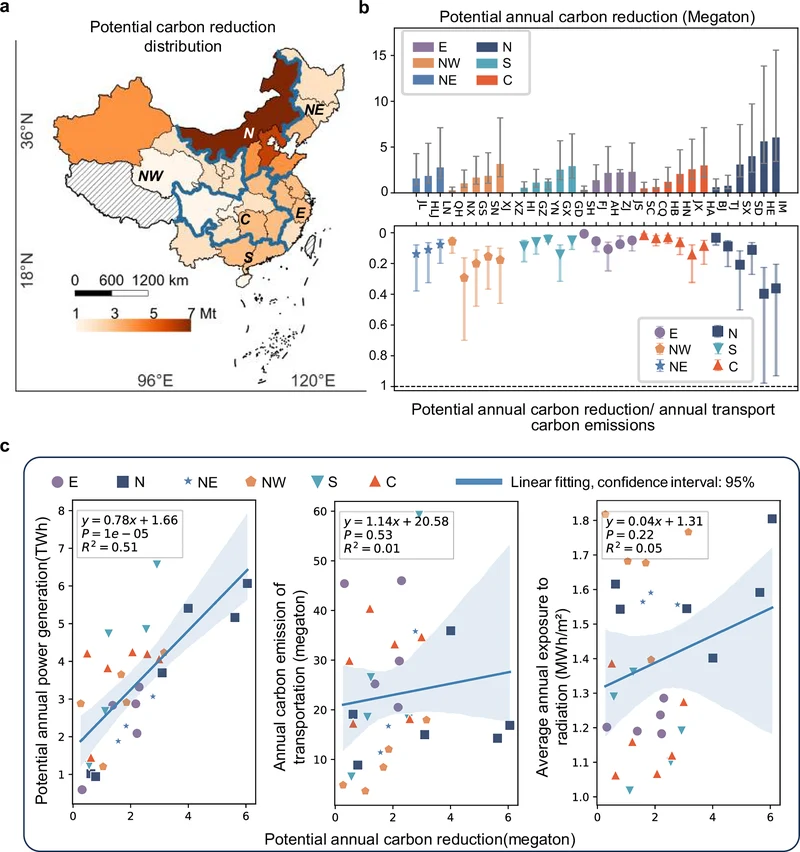 a
Potential carbon reduction
distribution
36°N
18°N
NE
N
NW
C
E
S
0 600 1200 km
1 3 5 7 Mt
96°E 120°E
b
Potential annual carbon reduction (Megaton)
15
10
5
0
E N
NW S
NE C
JL HLJ LN QH NX GS SN XJ XZ HI GZ YN GX GD SH FJ AH ZJ JS SC CQ HB HN JX HA BJ TJ SX SD HE IM
0
0.2
0.4
0.6
0.8
1
E N
NW S
NE C
Potential annual carbon reduction/ annual transport
carbon emissions
c
E N NE NW S C Linear fitting, confidence interval: 95%
Potential annual power generation(TWh)
8
7
6
5
4
3
2
1
y = 0.78x + 1.66
P = 1e − 05
R² = 0.51
0 2 4 6
Annual carbon emission of
transportation (megaton)
60
50
40
30
20
10
y = 1.14x + 20.58
P = 0.53
R² = 0.01
0 2 4 6
Average annual exposure to
radiation (MWh/m²)
1.8
1.7
1.6
1.5
1.4
1.3
1.2
1.1
1.0
y = 0.04x + 1.31
P = 0.22
R² = 0.05
0 2 4 6
Potential annual carbon reduction(megaton)